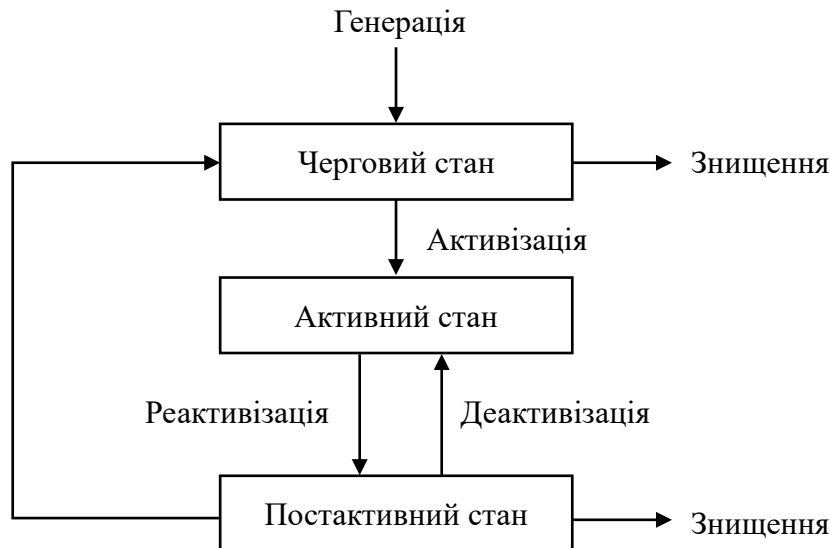 Генерація
Черговий стан
Знищення
Активізація
Активний стан
Реактивізація
Деактивізація
Постактивний стан
Знищення